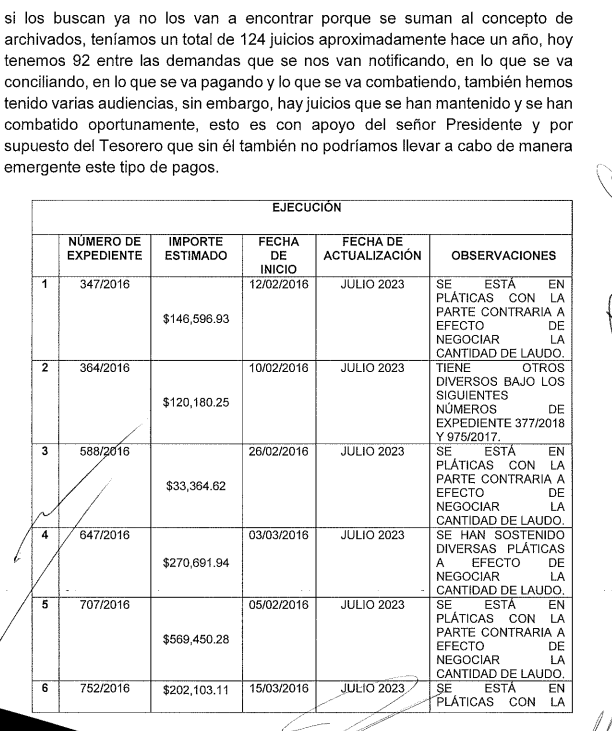 si los buscan ya no los van a encontrar porque se suman al concepto de
archivados, teníamos un total de 124 juicios aproximadamente hace un año, hoy
tenemos 92 entre las demandas que se nos van notificando, en lo que se va
conciliando, en lo que se va pagando y lo que se va combatiendo, también hemos
tenido varias audiencias, sin embargo, hay juicios que se han mantenido y se han
combatido oportunamente, esto es con apoyo del señor Presidente y por
supuesto del Tesorero que sin él también no podríamos llevar a cabo de manera
emergente este tipo de pagos.
EJECUCIÓN
NÚMERO DE
EXPEDIENTE
IMPORTE
ESTIMADO
FECHA
DE
INICIO
FECHA DE
ACTUALIZACIÓN
OBSERVACIONES
1
347/2016
$146,596.93
12/02/2016
JULIO 2023
SE ESTÁ EN
PLÁTICAS CON LA
PARTE CONTRARIA A
EFECTO DE
NEGOCIAR LA
CANTIDAD DE LAUDO.
2
364/2016
$120,180.25
10/02/2016
JULIO 2023
TIENE OTROS
DIVERSOS BAJO LOS
SIGUIENTES
NÚMEROS DE
EXPEDIENTE 377/2018
Y 975/2017.
3
588/2016
$33,364.62
26/02/2016
JULIO 2023
SE ESTÁ EN
PLÁTICAS CON LA
PARTE CONTRARIA A
EFECTO DE
NEGOCIAR LA
CANTIDAD DE LAUDO.
4
647/2016
$270,691.94
03/03/2016
JULIO 2023
SE HAN SOSTENIDO
DIVERSAS PLÁTICAS
A EFECTO DE
NEGOCIAR LA
CANTIDAD DE LAUDO.
5
707/2016
$569,450.28
05/02/2016
JULIO 2023
SE ESTÁ EN
PLÁTICAS CON LA
PARTE CONTRARIA A
EFECTO DE
NEGOCIAR LA
CANTIDAD DE LAUDO.
6
752/2016
$202,103.11
15/03/2016
JULIO 2023
SE ESTÁ EN
PLÁTICAS CON LA